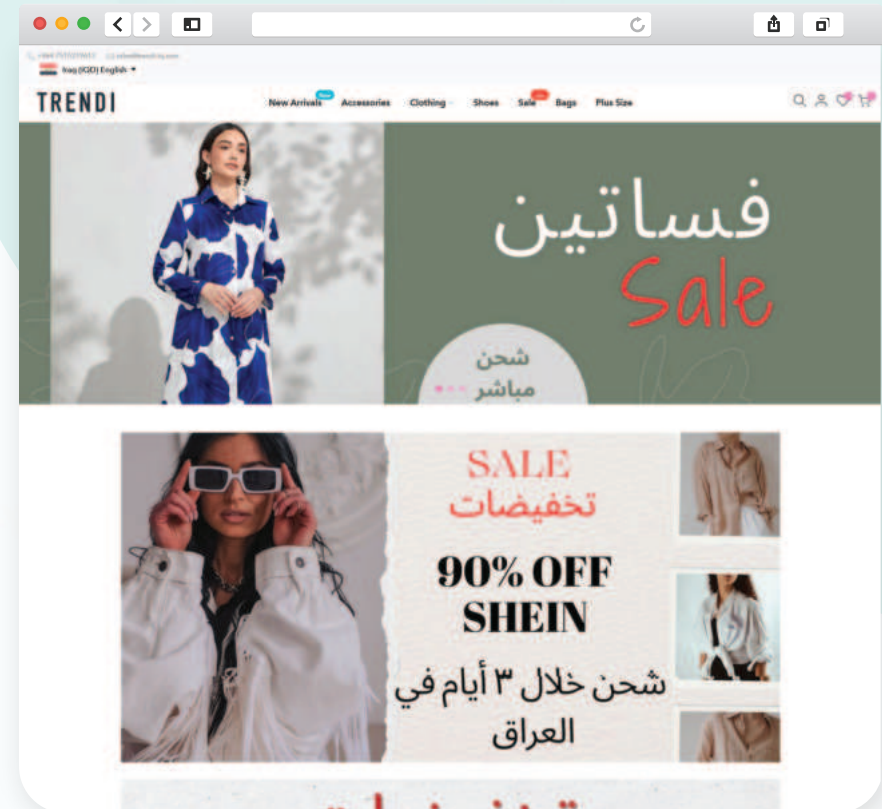 Iraq (IQD) English
TRENDI
New Arrivals Accessories Clothing Shoes Sale Bags Plus Size
فساتين
Sale
شحن
مباشر
SALE
تخفيضات
90% OFF
SHEIN
شحن خلال ٣ أيام في
العراق